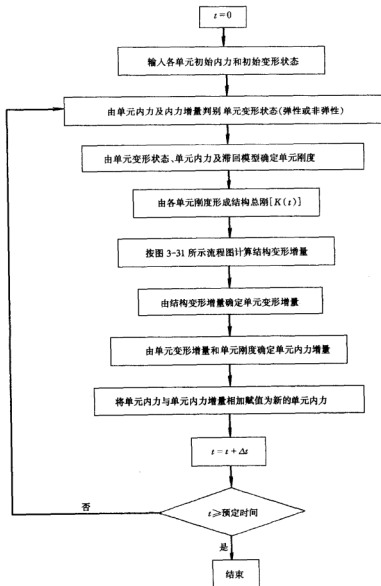 t=0
输入各单元初始内力和初始变形状态
由单元内力及内力增量判别单元变形状态(弹性或非弹性)
由单元变形状态、单元内力及滞回模型确定单元刚度
由各单元刚度形成结构总刚[K(t)]
按图 3-31 所示流程图计算结构变形增量
由结构变形增量确定单元变形增量
由单元变形增量和单元刚度确定单元内力增量
将单元内力与单元内力增量相加赋值为新的单元内力
t=t+Δt
否
t≥预定时间
是
结束